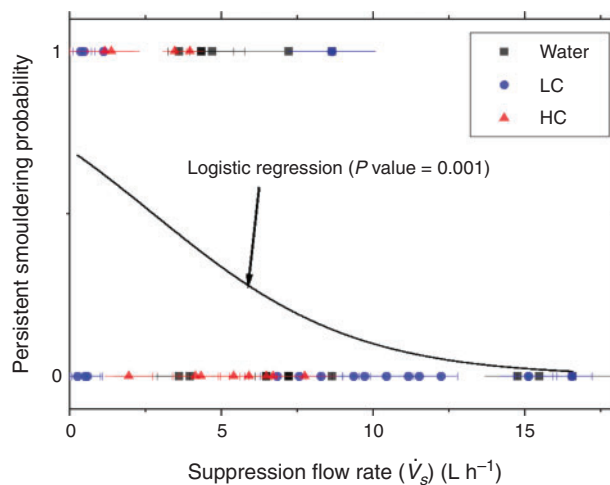 Water
LC
HC
Logistic regression (P value = 0.001)
Persistent smouldering probability
1
0
0
5
10
15
Suppression flow rate (V̇s) (L h⁻¹)